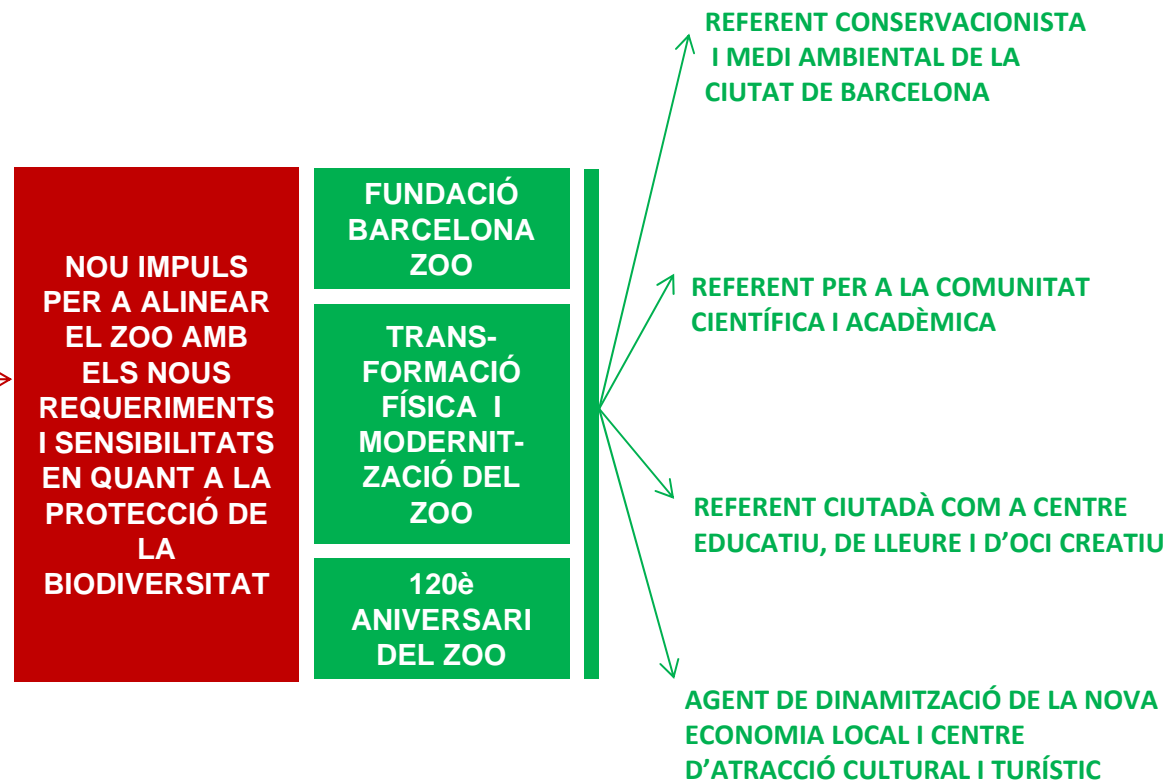 REFERENT CONSERVACIONISTA
I MEDI AMBIENTAL DE LA
CIUTAT DE BARCELONA
NOU IMPULS
PER A ALINEAR
EL ZOO AMB
ELS NOUS
REQUERIMENTS
I SENSIBILITATS
EN QUANT A LA
PROTECCIÓ DE
LA
BIODIVERSITAT
FUNDACIÓ
BARCELONA
ZOO
TRANS-
FORMACIÓ
FÍSICA I
MODERNIT-
ZACIÓ DEL
ZOO
120è
ANIVERSARI
DEL ZOO
REFERENT PER A LA COMUNITAT
CIENTÍFICA I ACADÈMICA
REFERENT CIUTADÀ COM A CENTRE
EDUCATIU, DE LLEURE I D’OCI CREATIU
AGENT DE DINAMITZACIÓ DE LA NOVA
ECONOMIA LOCAL I CENTRE
D’ATRACCIÓ CULTURAL I TURÍSTIC